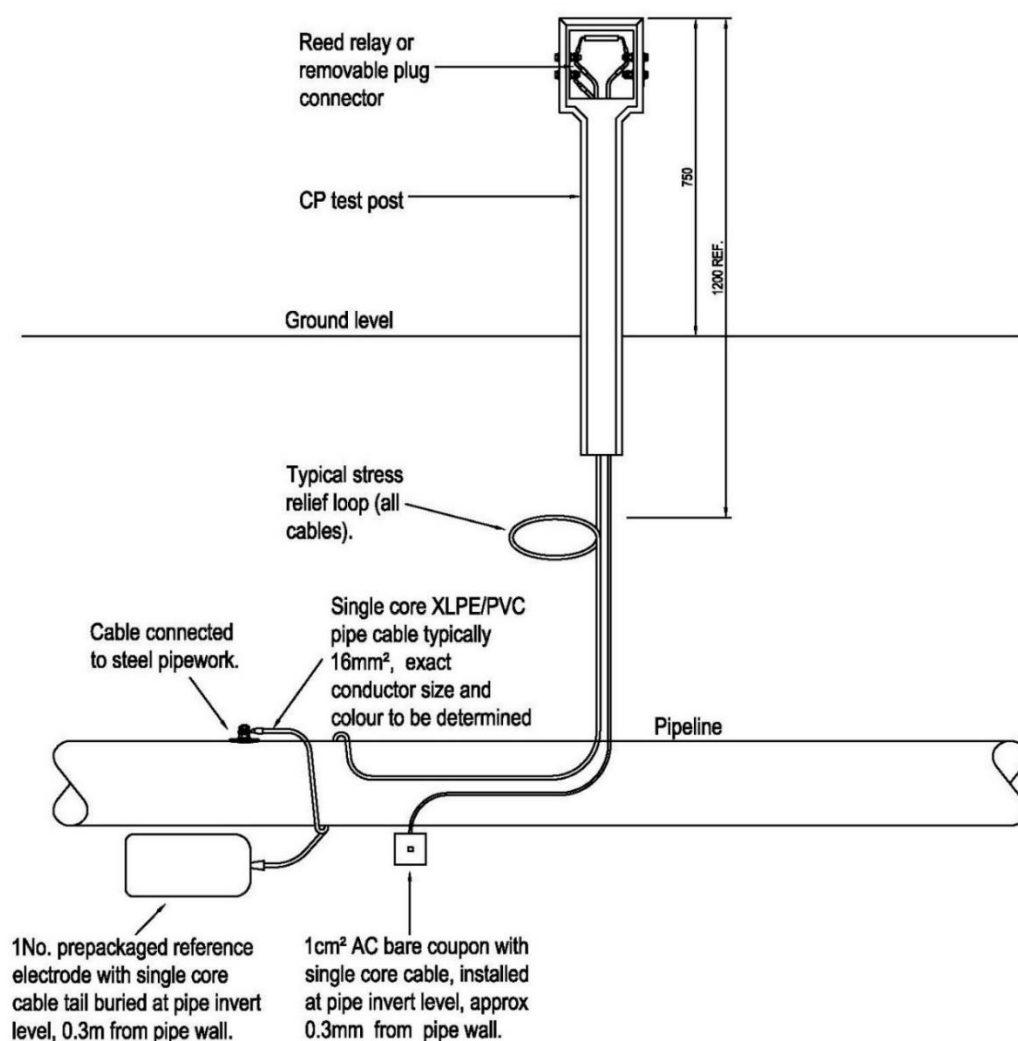 Reed relay or
removable plug
connector
CP test post
750
1200 REF.
Ground level
Typical stress
relief loop (all
cables).
Single core XLPE/PVC
pipe cable typically
16mm², exact
conductor size and
colour to be determined
Cable connected
to steel pipework.
Pipeline
1No. prepackaged reference
electrode with single core
cable tail buried at pipe invert
level, 0.3m from pipe wall.
1cm² AC bare coupon with
single core cable, installed
at pipe invert level, approx
0.3mm from pipe wall.